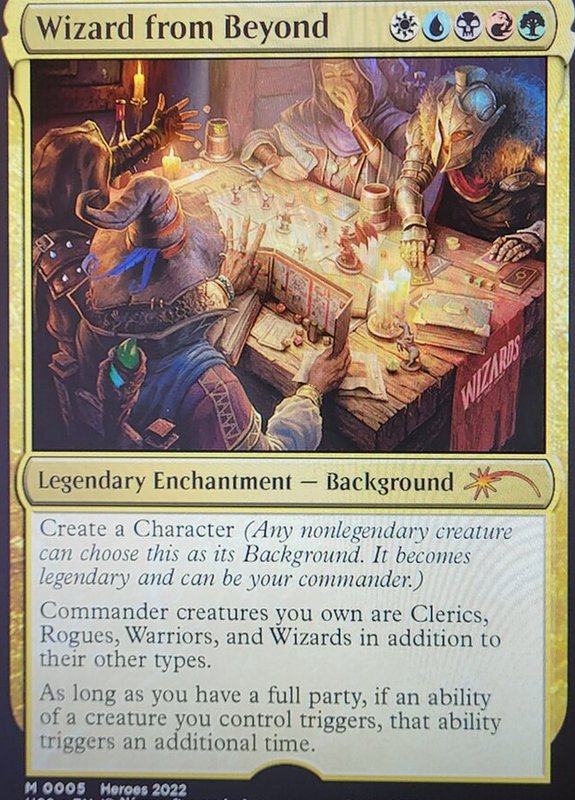 Wizard from Beyond
WIZARDS
Legendary Enchantment — Background
Create a Character (Any nonlegendary creature
can choose this as its Background. It becomes
legendary and can be your commander.)
Commander creatures you own are Clerics,
Rogues, Warriors, and Wizards in addition to
their other types.
As long as you have a full party, if an ability
of a creature you control triggers, that ability
triggers an additional time.
M 0005 Heroes 2022